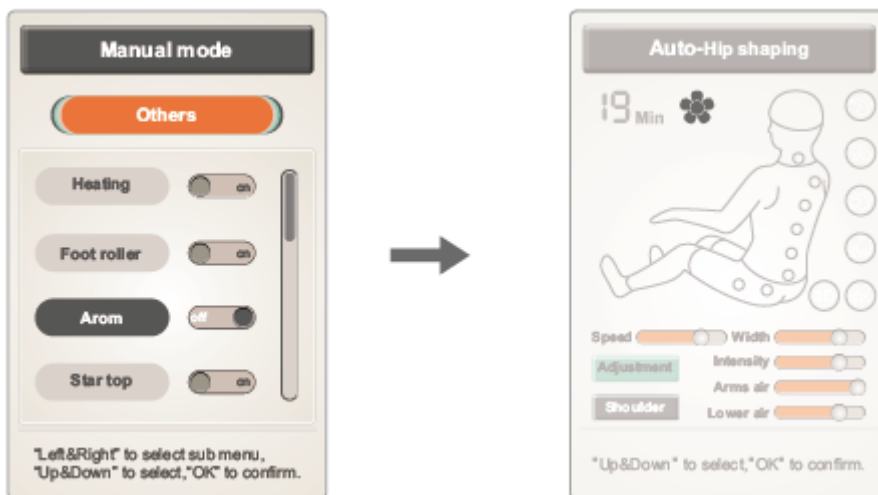 Manual mode
Others
Heating
on
Foot roller
on
Arom
off
Star top
on
"Left&Right" to select sub menu,
"Up&Down" to select,"OK" to confirm.
Auto-Hip shaping
19 Min
Speed
Width
Adjustment
Intensity
Arms air
Shoulder
Lower air
"Up&Down" to select,"OK" to confirm.